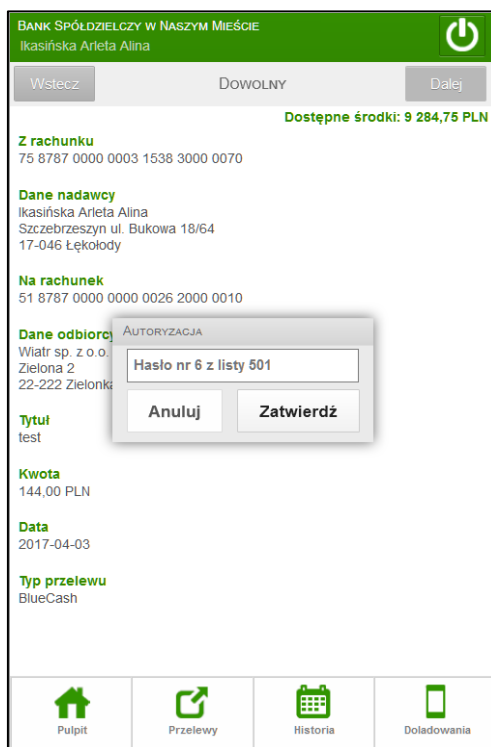 Bank Spółdzielczy w Naszym Mieście
Ikasińska Arleta Alina
Wstecz
Dowolny
Dalej
Dostępne środki: 9 284,75 PLN
Z rachunku
75 8787 0000 0003 1538 3000 0070
Dane nadawcy
Ikasińska Arleta Alina
Szczebrzeszyn ul. Bukowa 18/64
17-046 Łękołody
Na rachunek
51 8787 0000 0000 0026 2000 0010
Dane odbiorcy
Wiatr sp. z o.o.
Zielona 2
22-222 Zielonka
Autoryzacja
Hasło nr 6 z listy 501
Anuluj
Zatwierdź
Tytuł
test
Kwota
144,00 PLN
Data
2017-04-03
Typ przelewu
BlueCash
Pulpit
Przelewy
Historia
Doladowania